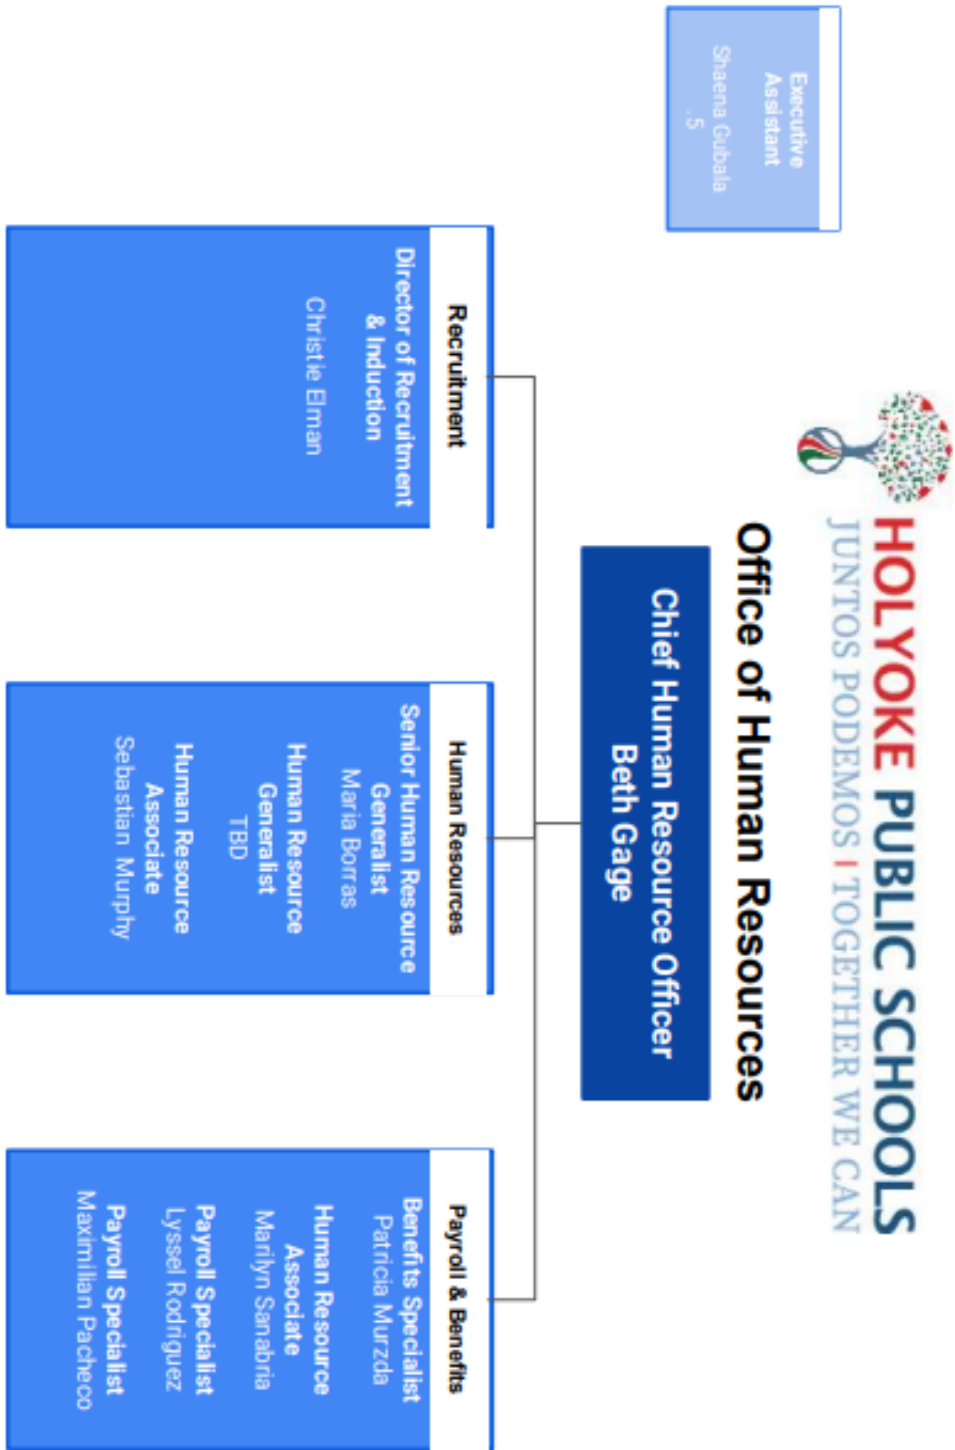 HOLYOKE PUBLIC SCHOOLS
JUNTOS PODEMOS | TOGETHER WE CAN
Office of Human Resources
Executive
Assistant
Shaena Gubala
.5
Chief Human Resource Officer
Beth Gage
Recruitment
Director of Recruitment
& Induction
Christie Elman
Human Resources
Senior Human Resource
Generalist
Maria Borras
Human Resource
Generalist
TBD
Human Resource
Associate
Sebastian Murphy
Payroll & Benefits
Benefits Specialist
Patricia Murzda
Human Resource
Associate
Marilyn Sanabria
Payroll Specialist
Lyssel Rodriguez
Payroll Specialist
Maximilian Pacheco